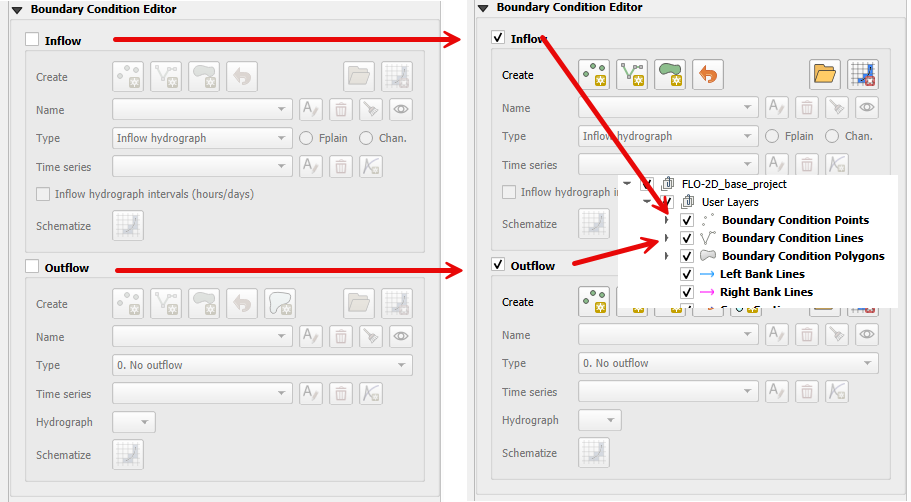 Boundary Condition Editor
Inflow
Create
Name
Type Inflow hydrograph Fplain Chan.
Time series
Inflow hydrograph intervals (hours/days)
Schematize
Outflow
Create
Name
Type 0. No outflow
Time series
Hydrograph
Schematize
Boundary Condition Editor
Inflow
Create
Name
Type Inflow hydrograph Fplain Chan.
Time series
Inflow hydrograph
Schematize
FLO-2D_base_project
User Layers
Boundary Condition Points
Boundary Condition Lines
Boundary Condition Polygons
Left Bank Lines
Right Bank Lines
Outflow
Create
Name
Type 0. No outflow
Time series
Hydrograph
Schematize